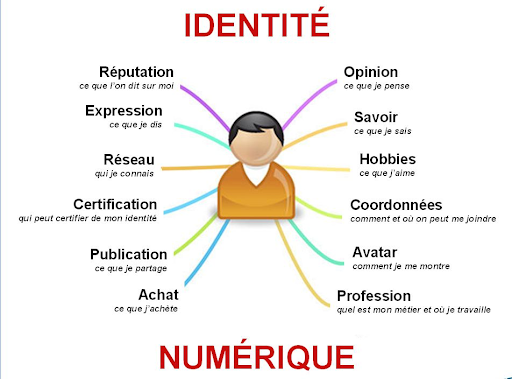 IDENTITÉ
Réputation
ce que l'on dit sur moi
Expression
ce que je dis
Réseau
qui je connais
Certification
qui peut certifier de mon identité
Publication
ce que je partage
Achat
ce que j'achète
Opinion
ce que je pense
Savoir
ce que je sais
Hobbies
ce que j'aime
Coordonnées
comment et où on peut me joindre
Avatar
comment je me montre
Profession
quel est mon métier et où je travaille
NUMÉRIQUE